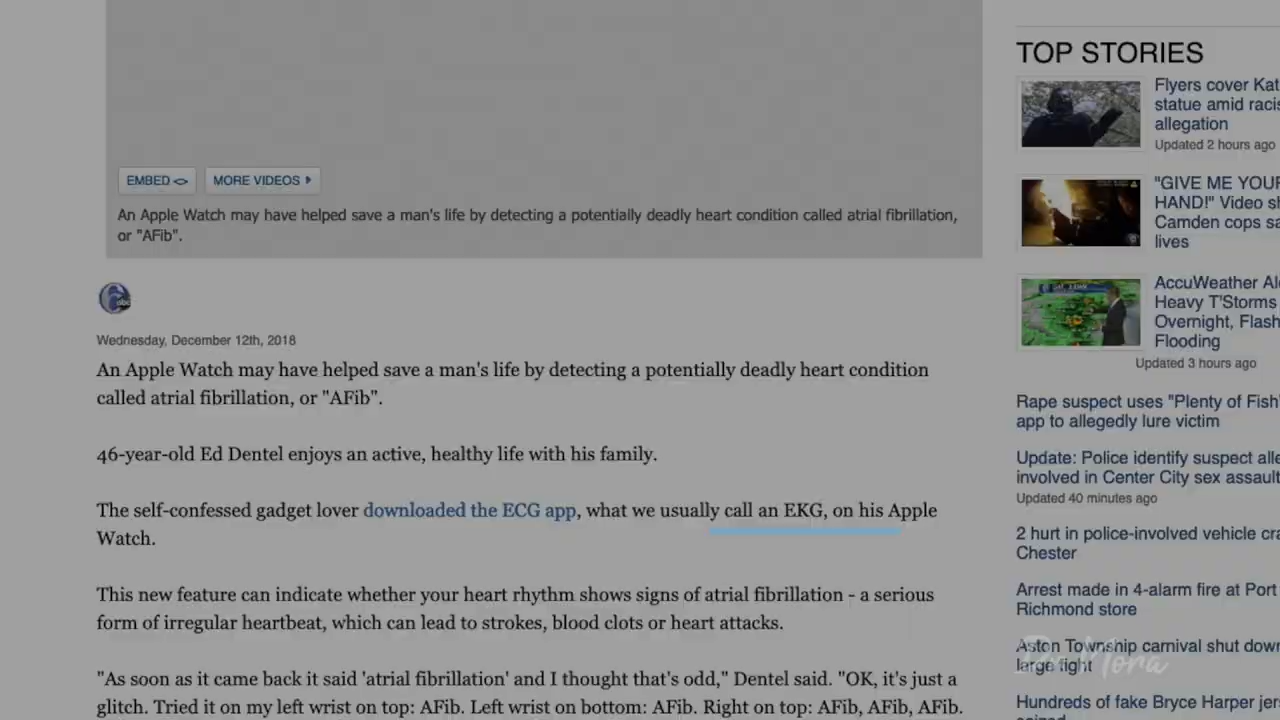 EMBED <>
MORE VIDEOS
An Apple Watch may have helped save a man's life by detecting a potentially deadly heart condition called atrial fibrillation,
or "AFib".
abc
Wednesday, December 12th, 2018
An Apple Watch may have helped save a man's life by detecting a potentially deadly heart condition
called atrial fibrillation, or "AFib".
46-year-old Ed Dentel enjoys an active, healthy life with his family.
The self-confessed gadget lover downloaded the ECG app, what we usually call an EKG, on his Apple
Watch.
This new feature can indicate whether your heart rhythm shows signs of atrial fibrillation - a serious
form of irregular heartbeat, which can lead to strokes, blood clots or heart attacks.
"As soon as it came back it said 'atrial fibrillation' and I thought that's odd," Dentel said. "OK, it's just a
glitch. Tried it on my left wrist on top: AFib. Left wrist on bottom: AFib. Right on top: AFib, AFib, AFib.
TOP STORIES
Flyers cover Kat
statue amid racis
allegation
Updated 2 hours ago
"GIVE ME YOUR
HAND!" Video sh
Camden cops sa
lives
AccuWeather Ale
Heavy T'Storms
Overnight, Flash
Flooding
Updated 3 hours ago
Rape suspect uses "Plenty of Fish"
app to allegedly lure victim
Update: Police identify suspect alle
involved in Center City sex assault
Updated 40 minutes ago
2 hurt in police-involved vehicle cra
Chester
Arrest made in 4-alarm fire at Port
Richmond store
Aston Township carnival shut down
large fight
Dr Mora
Hundreds of fake Bryce Harper jer